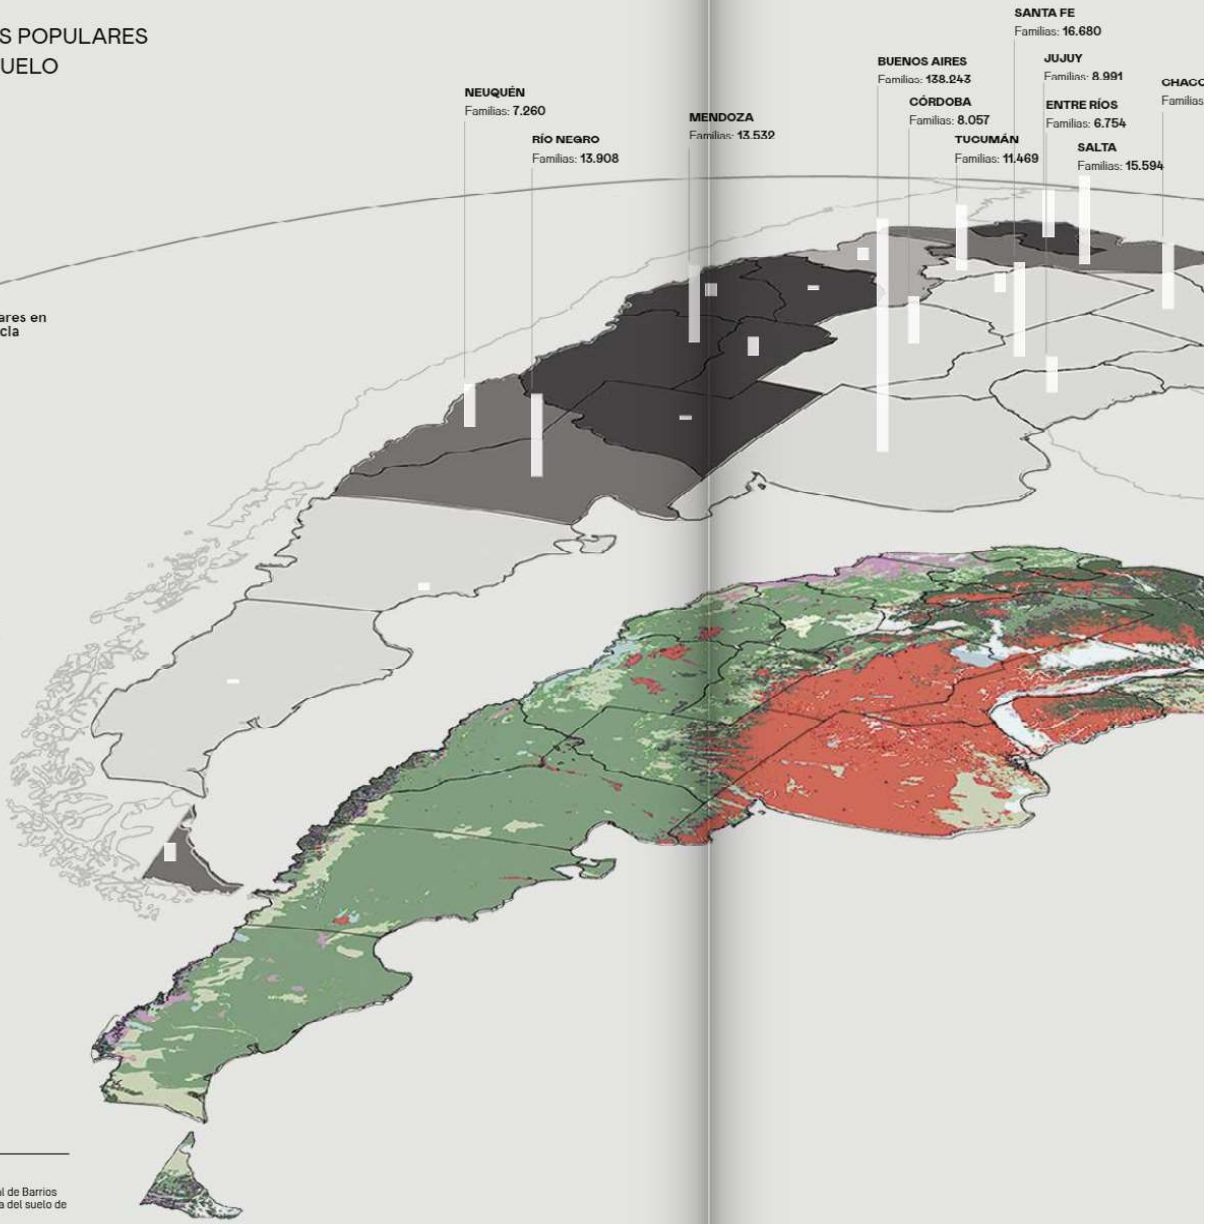 S POPULARES
UELO
NEUQUÉN
Familias: 7.260
RÍO NEGRO
Familias: 13.908
MENDOZA
Familias: 13.532
BUENOS AIRES
Familias: 138.243
CÓRDOBA
Familias: 8.057
TUCUMÁN
Familias: 11.469
SANTA FE
Familias: 16.680
JUJUY
Familias: 8.991
ENTRE RÍOS
Familias: 6.754
SALTA
Familias: 15.594
CHACO
Familias
ares en
cia
al de Barrios
a del suelo de